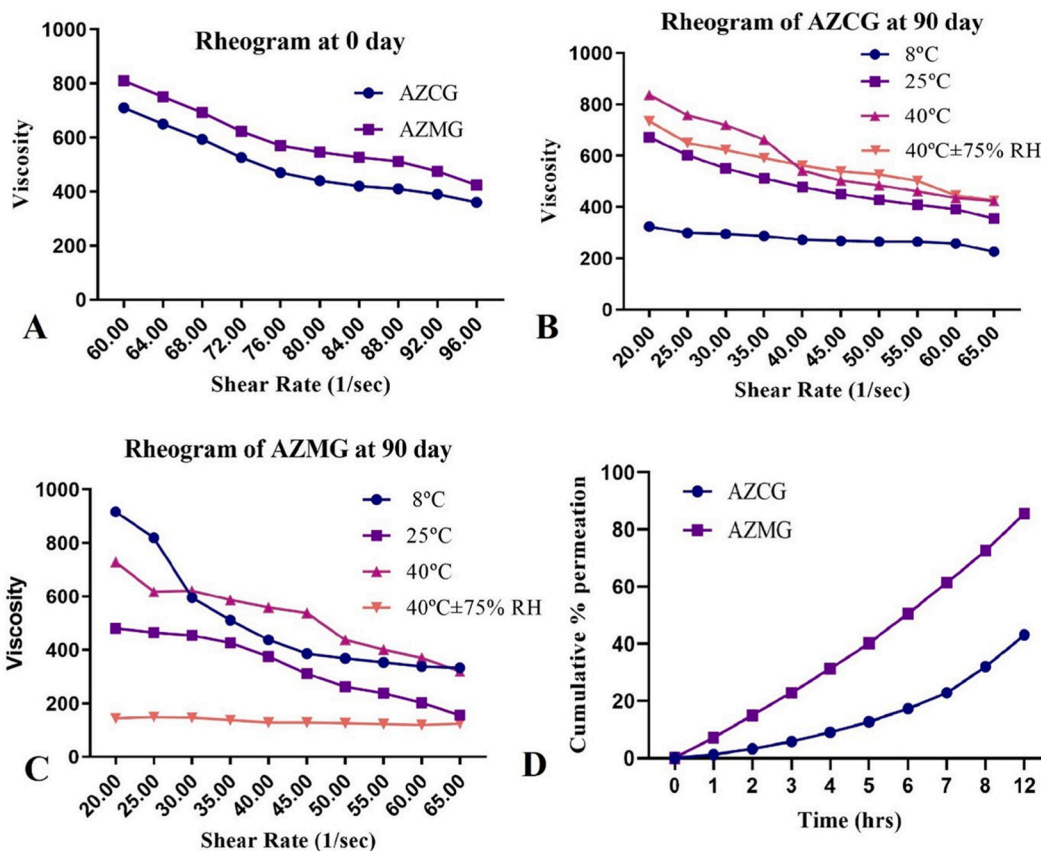 Rheogram at 0 day
1000
800
600
400
200
0
Viscosity
AZCG
AZMG
60.00 64.00 68.00 72.00 76.00 80.00 84.00 88.00 92.00 96.00
Shear Rate (1/sec)
A
Rheogram of AZCG at 90 day
1000
800
600
400
200
0
Viscosity
8ºC
25ºC
40ºC
40ºC±75% RH
20.00 25.00 30.00 35.00 40.00 45.00 50.00 55.00 60.00 65.00
Shear Rate (1/sec)
B
Rheogram of AZMG at 90 day
1000
800
600
400
200
0
Viscosity
8ºC
25ºC
40ºC
40ºC±75% RH
20.00 25.00 30.00 35.00 40.00 45.00 50.00 55.00 60.00 65.00
Shear Rate (1/sec)
C
100
80
60
40
20
0
Cumulative % permeation
AZCG
AZMG
0 1 2 3 4 5 6 7 8 12
Time (hrs)
D